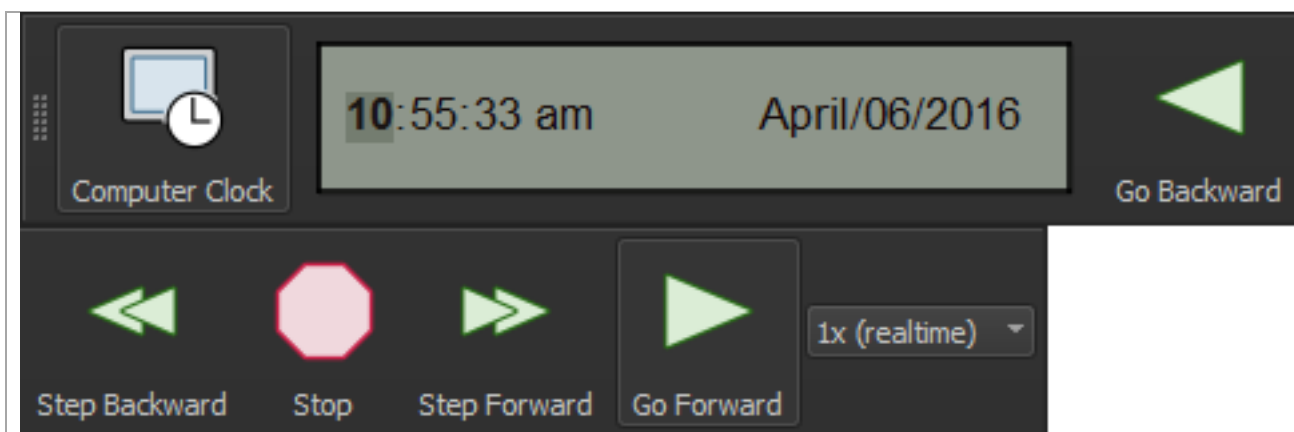 10:55:33 am April/06/2016
Computer Clock
Go Backward
Step Backward
Stop
Step Forward
Go Forward
1x (realtime)